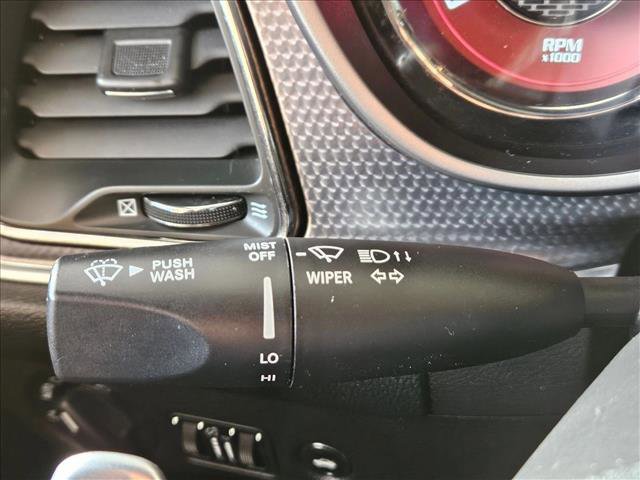 RPM
x1000
MIST
OFF
PUSH
WASH
WIPER
LO
HI